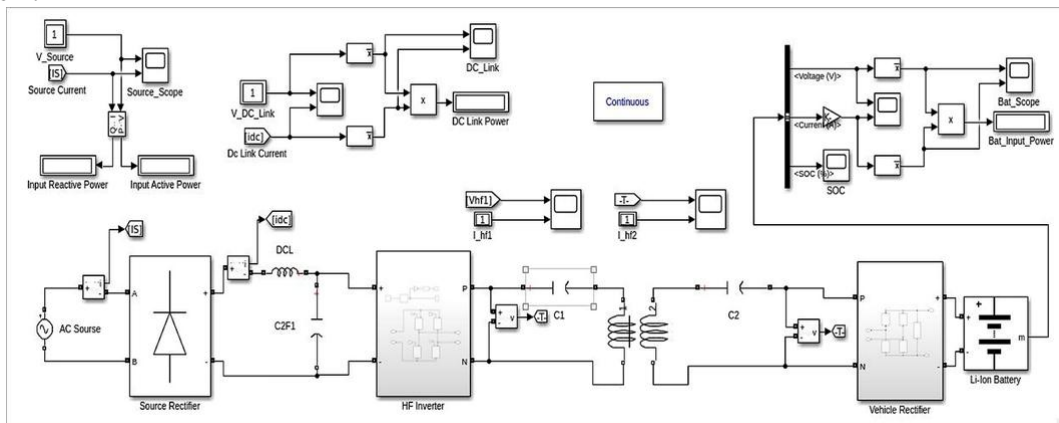 1
V_Source
[IS]
Source Current
Source_Scope
Input Reactive Power
Input Active Power
1
V_DC_Link
[idc]
Dc Link Current
x
DC_Link
DC Link Power
Continuous
<Voltage (V)>
<Current(A)>
<SOC (%)>
SOC
x
Bat_Scope
Bat_Input_Power
[Vhf1]
1
I_hf1
-T-
1
I_hf2
[IS]
[idc]
AC Sourse
A
B
+
-
Source Rectifier
DCL
C2F1
+
-
P
N
HF Inverter
v
-T-
C1
1
2
C2
v
-T-
P
N
+
-
Vehicle Rectifier
+
-
m
Li-Ion Battery